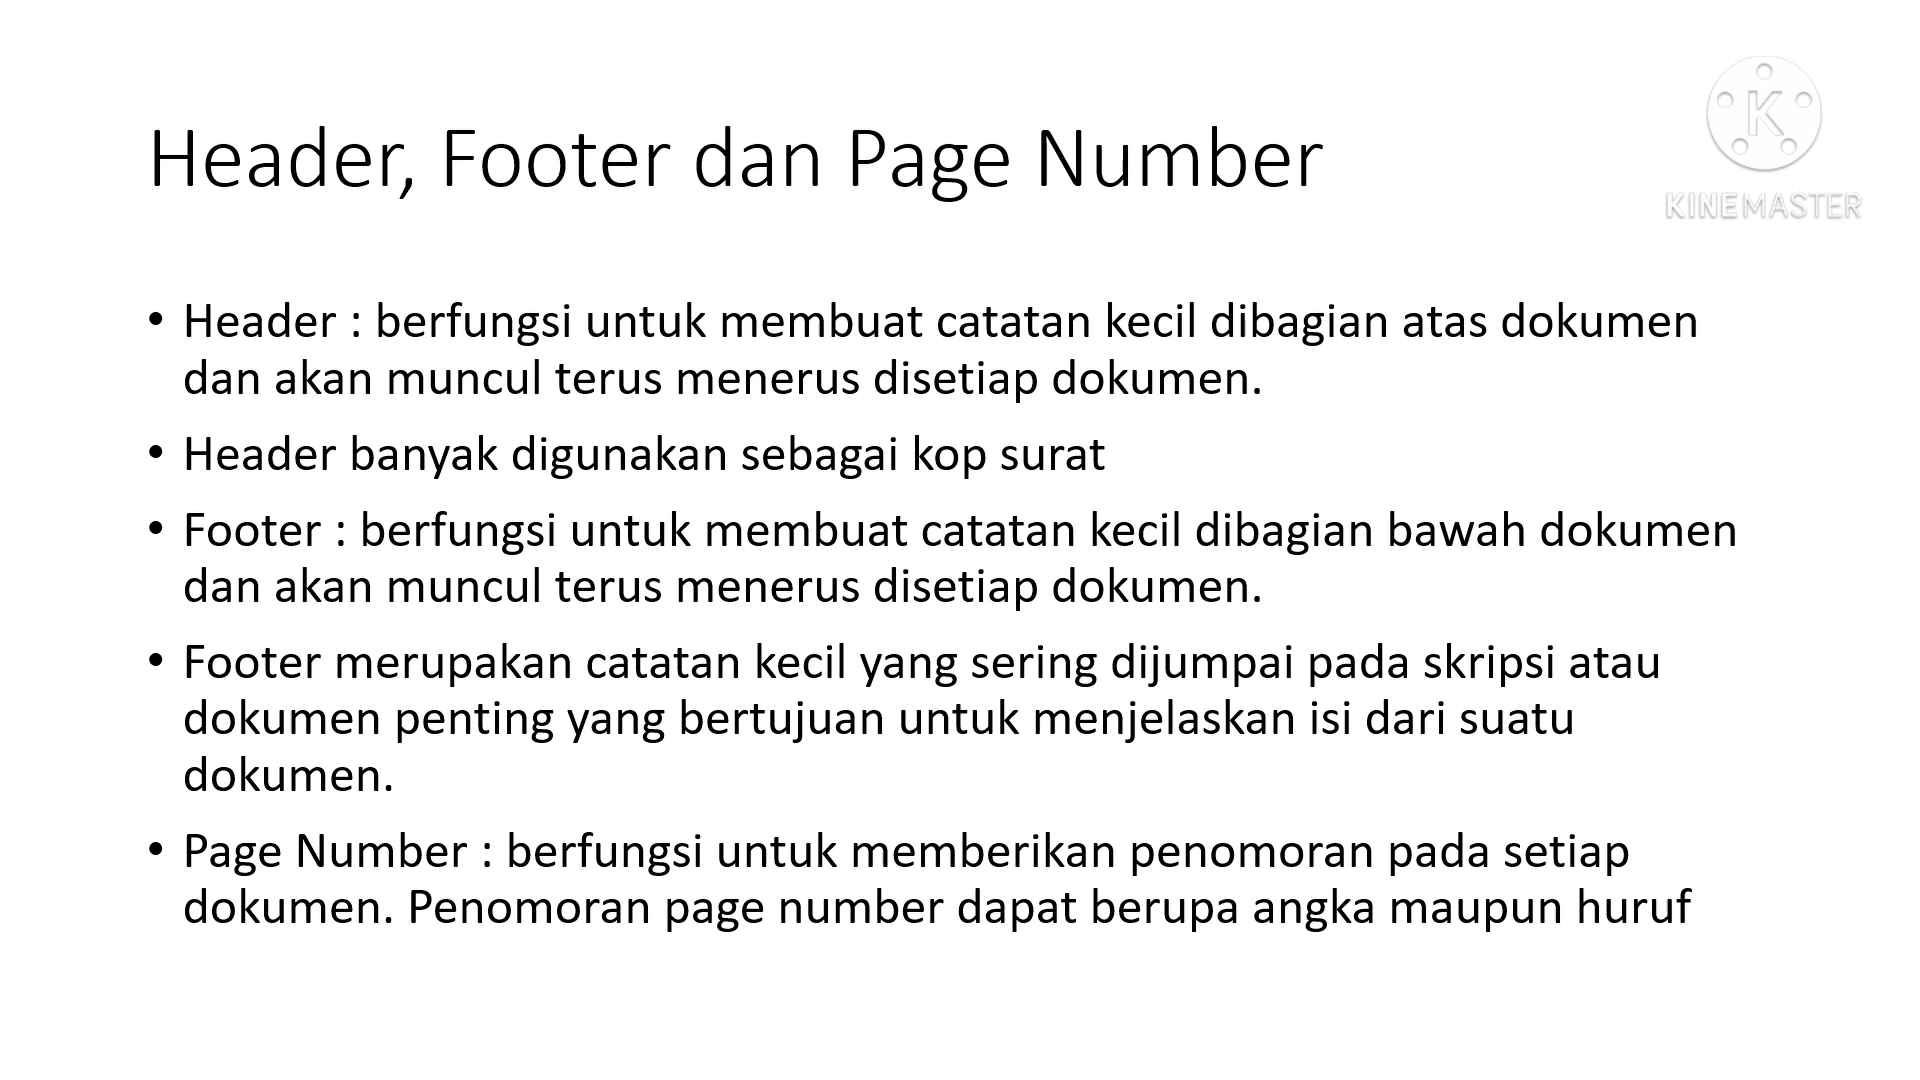 Header, Footer dan Page Number
K
KINEMASTER
• Header : berfungsi untuk membuat catatan kecil dibagian atas dokumen
dan akan muncul terus menerus disetiap dokumen.
• Header banyak digunakan sebagai kop surat
• Footer : berfungsi untuk membuat catatan kecil dibagian bawah dokumen
dan akan muncul terus menerus disetiap dokumen.
• Footer merupakan catatan kecil yang sering dijumpai pada skripsi atau
dokumen penting yang bertujuan untuk menjelaskan isi dari suatu
dokumen.
• Page Number : berfungsi untuk memberikan penomoran pada setiap
dokumen. Penomoran page number dapat berupa angka maupun huruf